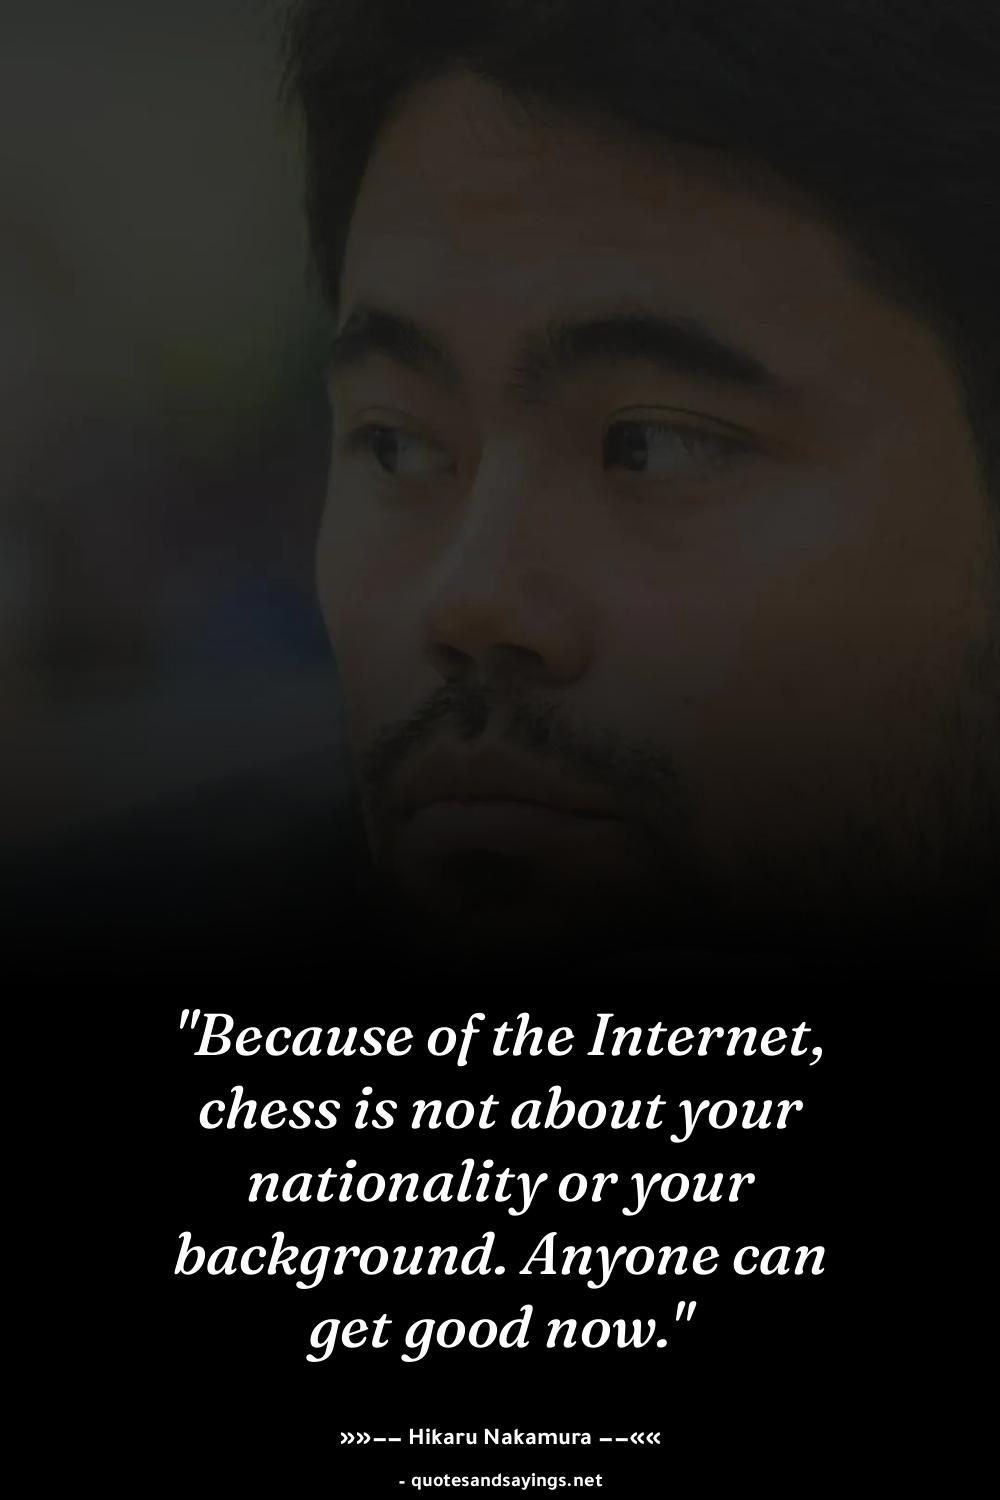 "Because of the Internet,
chess is not about your
nationality or your
background. Anyone can
get good now."
»»−− Hikaru Nakamura −−««
- quotesandsayings.net